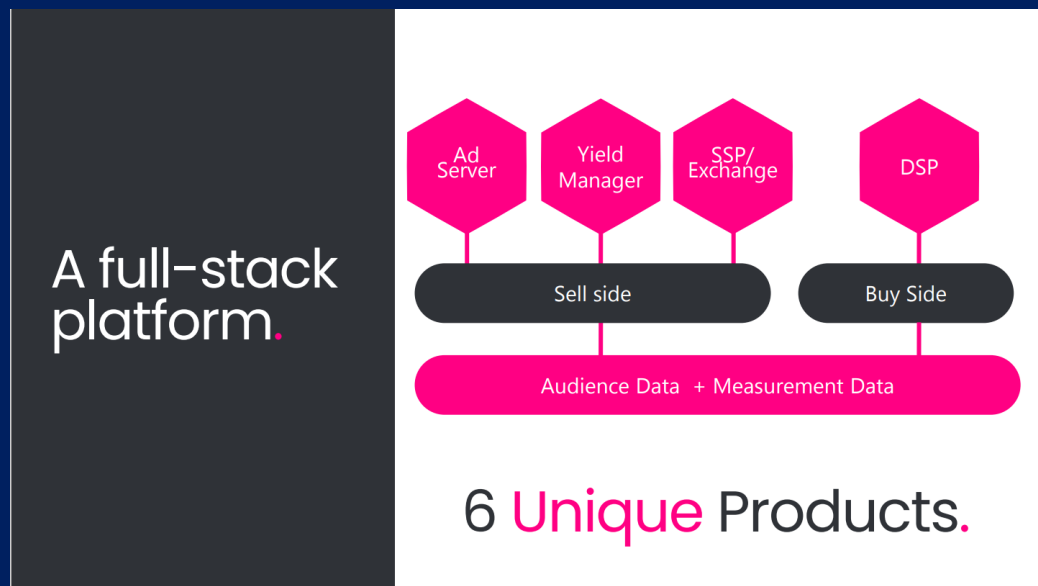 A full-stack
platform.
Ad
Server
Yield
Manager
SSP/
Exchange
DSP
Sell side
Buy Side
Audience Data + Measurement Data
6 Unique Products.